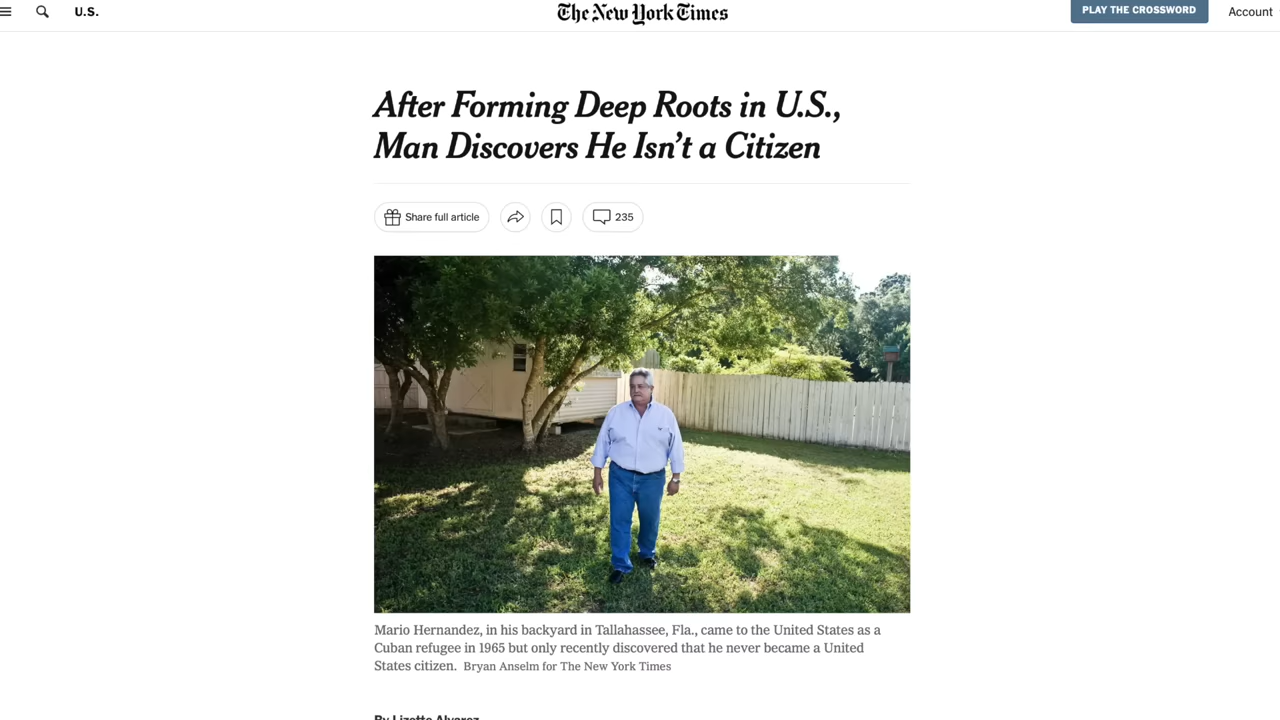 U.S.
The New York Times
PLAY THE CROSSWORD
Account
After Forming Deep Roots in U.S.,
Man Discovers He Isn't a Citizen
Share full article
235
Mario Hernandez, in his backyard in Tallahassee, Fla., came to the United States as a
Cuban refugee in 1965 but only recently discovered that he never became a United
States citizen. Bryan Anselm for The New York Times
By Lizette Alvarez